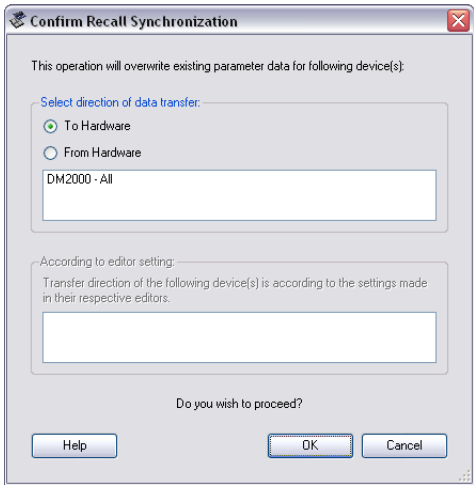 Confirm Recall Synchronization
This operation will overwrite existing parameter data for following device(s):
Select direction of data transfer:
To Hardware
From Hardware
DM2000 - All
According to editor setting:
Transfer direction of the following device(s) is according to the settings made
in their respective editors.
Do you wish to proceed?
Help
OK
Cancel